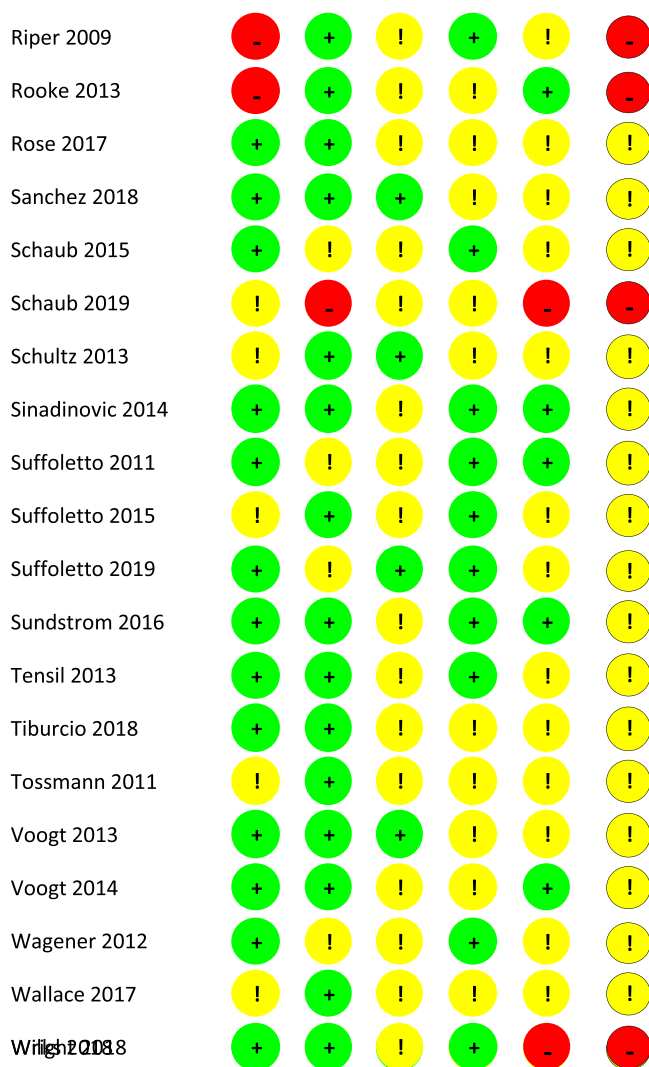 Riper 2009 - + ! + ! -
Rooke 2013 - + ! ! + -
Rose 2017 + + ! ! ! !
Sanchez 2018 + + + ! ! !
Schaub 2015 + ! ! + ! !
Schaub 2019 ! - ! ! - -
Schultz 2013 ! + + ! ! !
Sinadinovic 2014 + + ! + + !
Suffoletto 2011 + ! ! + + !
Suffoletto 2015 ! + ! + ! !
Suffoletto 2019 + ! + + ! !
Sundstrom 2016 + + ! + + !
Tensil 2013 + + ! + ! !
Tiburcio 2018 + + ! ! ! !
Tossmann 2011 ! + ! ! ! !
Voogt 2013 + + + ! ! !
Voogt 2014 + + ! ! + !
Wagener 2012 + ! ! + ! !
Wallace 2017 ! + ! ! ! !
+ + ! + - -